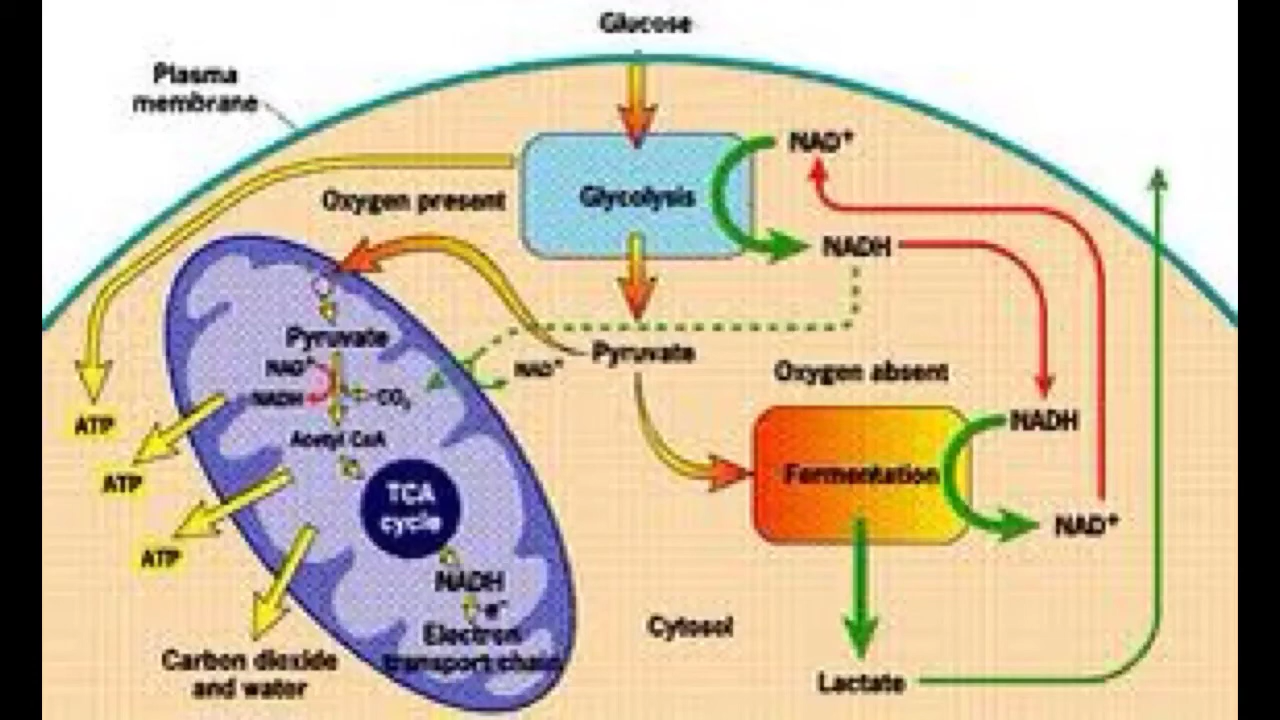 Glucose
Plasma
membrane
NAD⁺
Oxygen present
Glycolysis
NADH
Pyruvate
Pyruvate
NAD⁺
NAD⁺
Oxygen absent
NADH
CO₂
ATP
Acetyl CoA
NADH
Fermentation
ATP
TCA
cycle
NAD⁺
ATP
NADH
e⁻
Electron
transport chain
Cytosol
Carbon dioxide
and water
Lactate